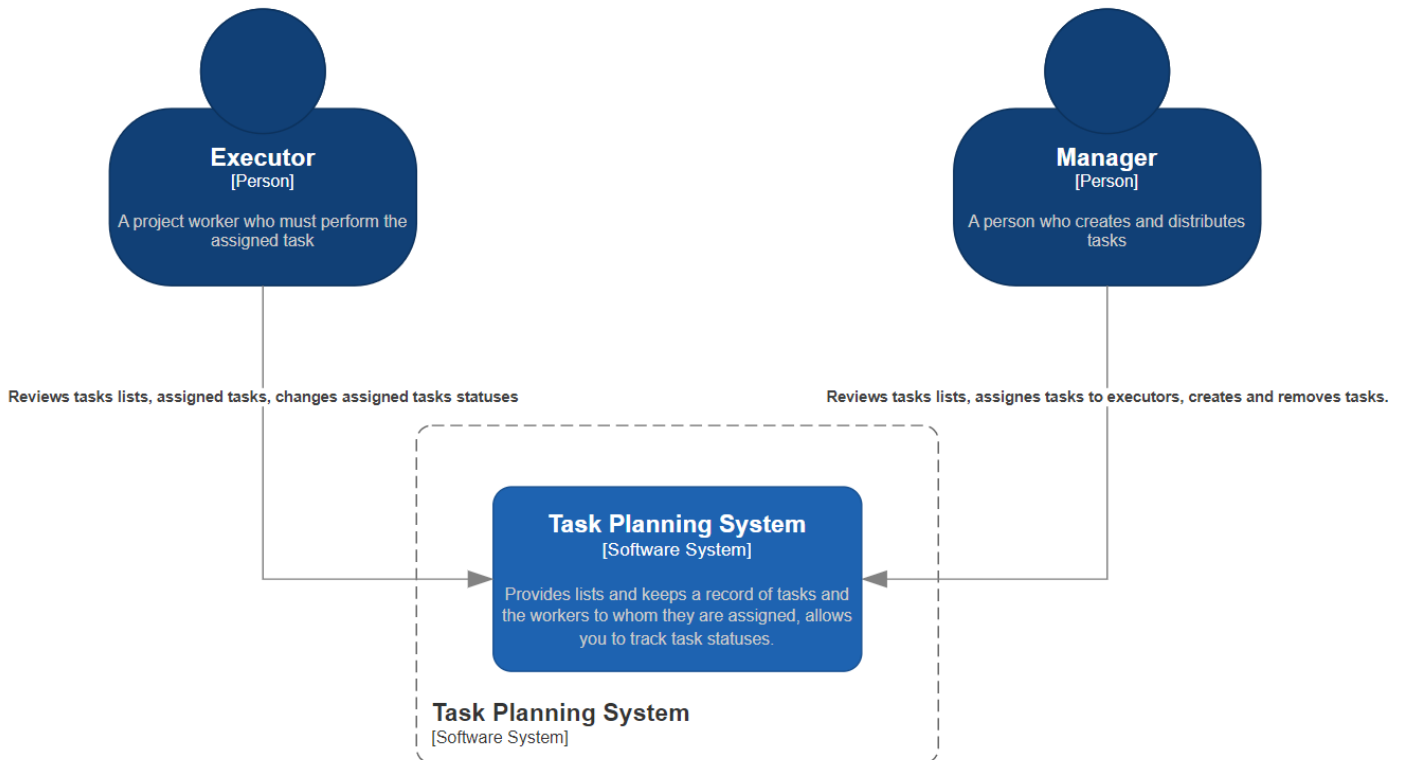 Executor
[Person]
A project worker who must perform the
assigned task
Manager
[Person]
A person who creates and distributes
tasks
Reviews tasks lists, assigned tasks, changes assigned tasks statuses
Reviews tasks lists, assignes tasks to executors, creates and removes tasks.
Task Planning System
[Software System]
Provides lists and keeps a record of tasks and
the workers to whom they are assigned, allows
you to track task statuses.
Task Planning System
[Software System]